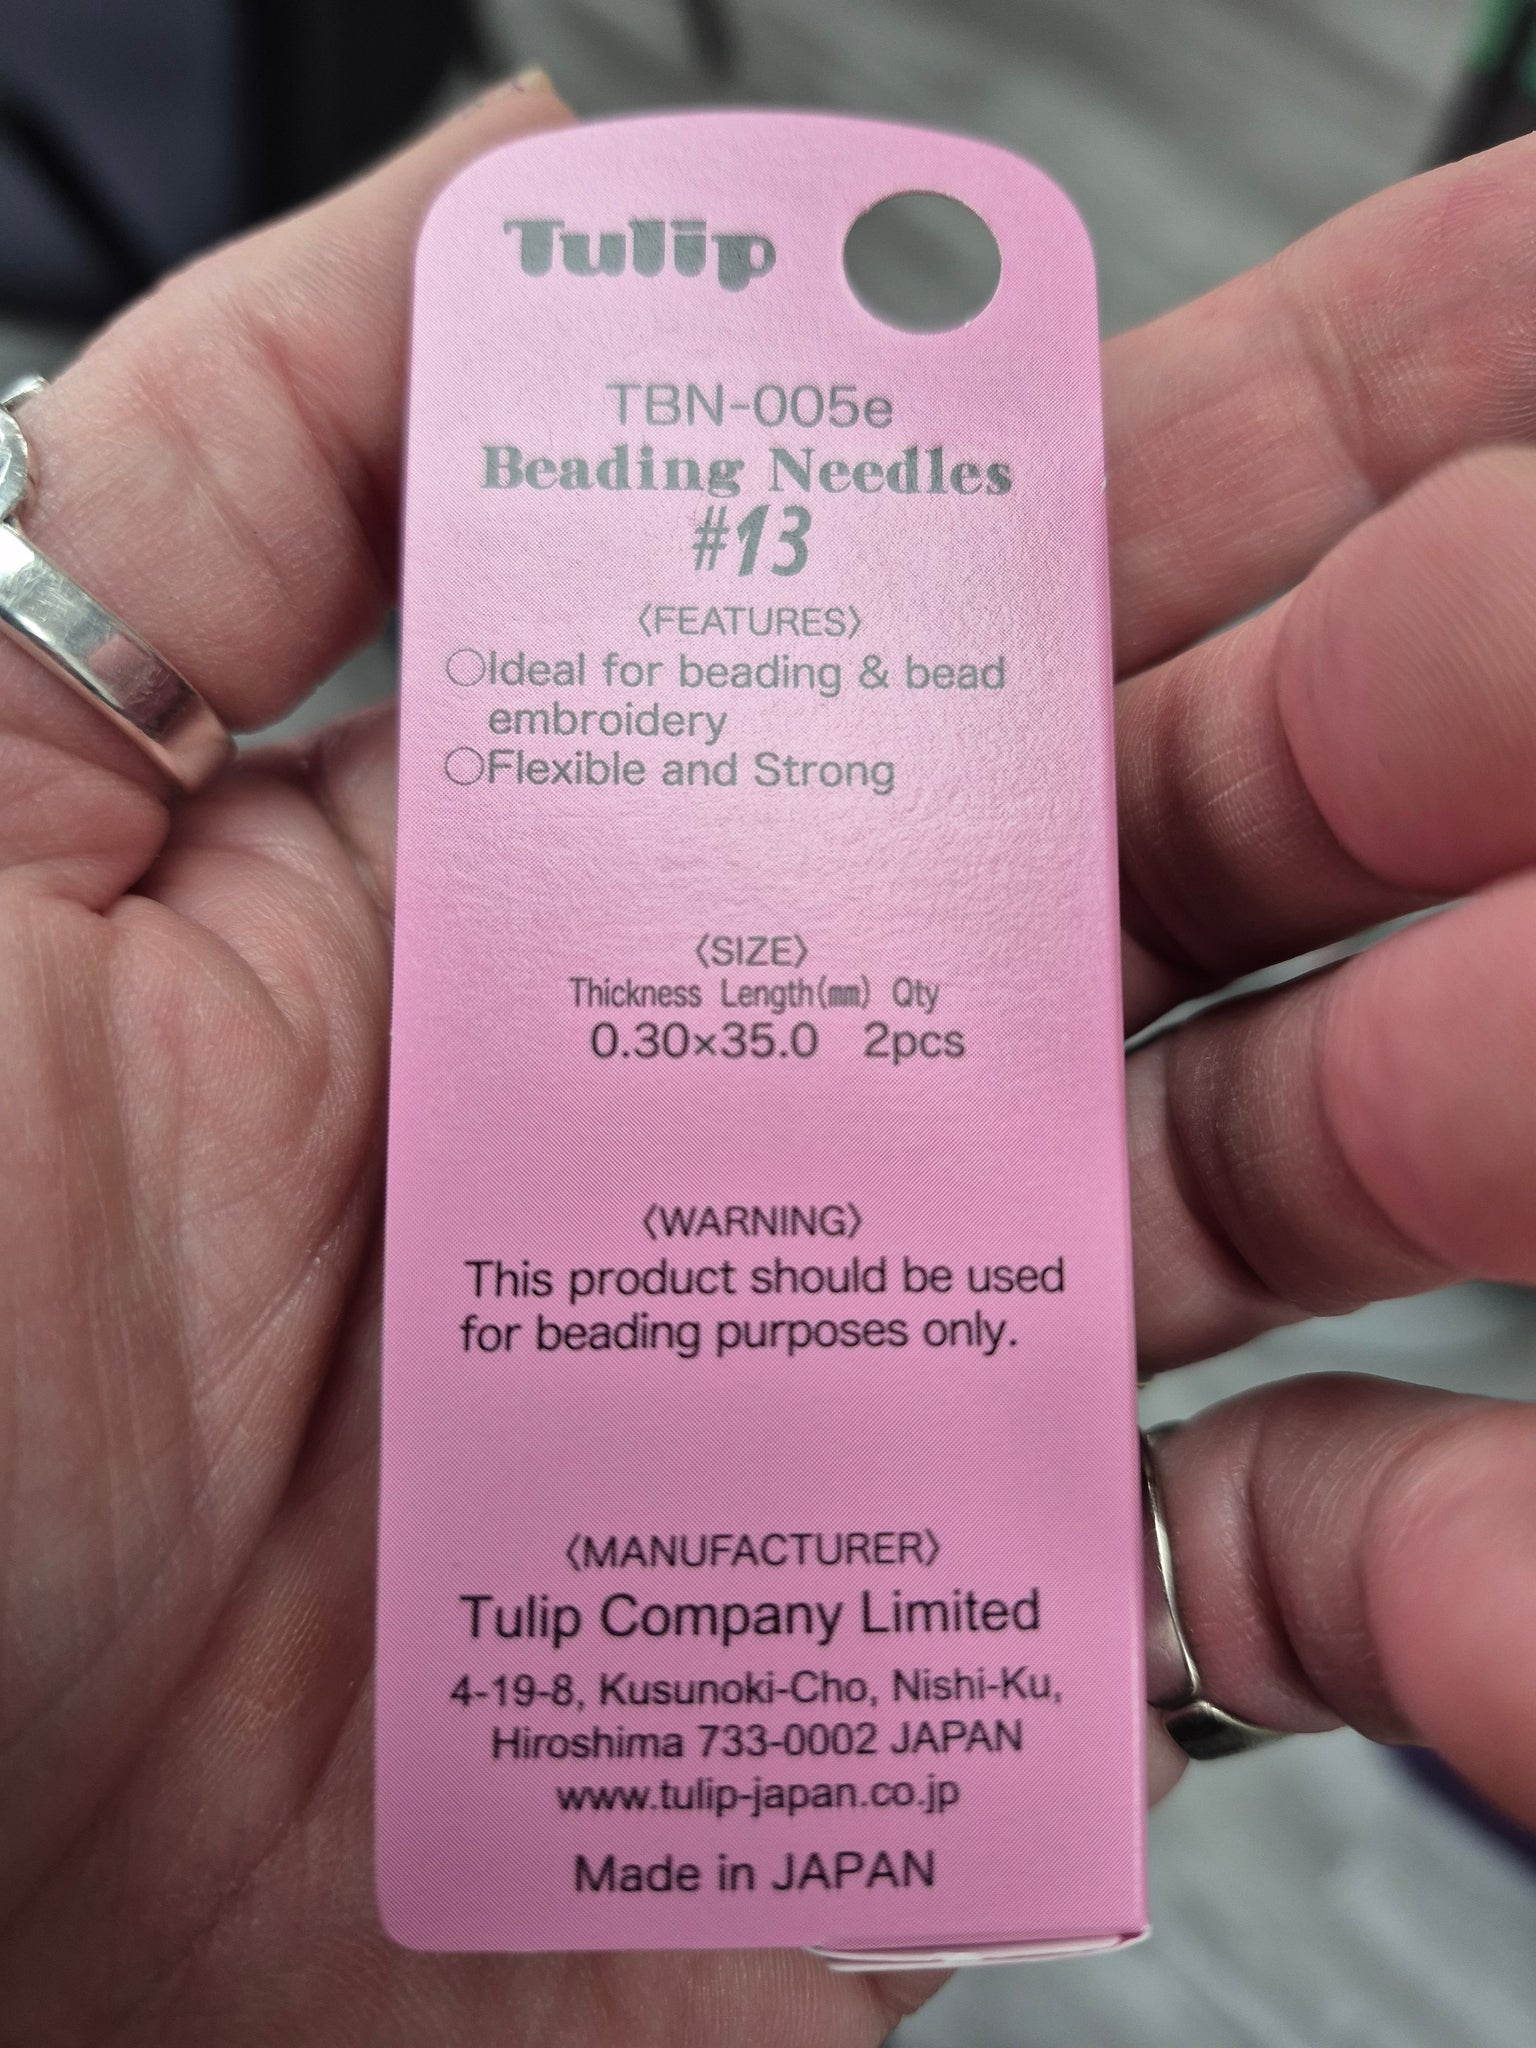 Tulip
TBN-005e
Beading Needles
#13
〈FEATURES〉
○Ideal for beading & bead
embroidery
○Flexible and Strong
〈SIZE〉
Thickness Length(㎜) Qty
0.30×35.0 2pcs
〈WARNING〉
This product should be used
for beading purposes only.
〈MANUFACTURER〉
Tulip Company Limited
4-19-8, Kusunoki-Cho, Nishi-Ku,
Hiroshima 733-0002 JAPAN
www.tulip-japan.co.jp
Made in JAPAN